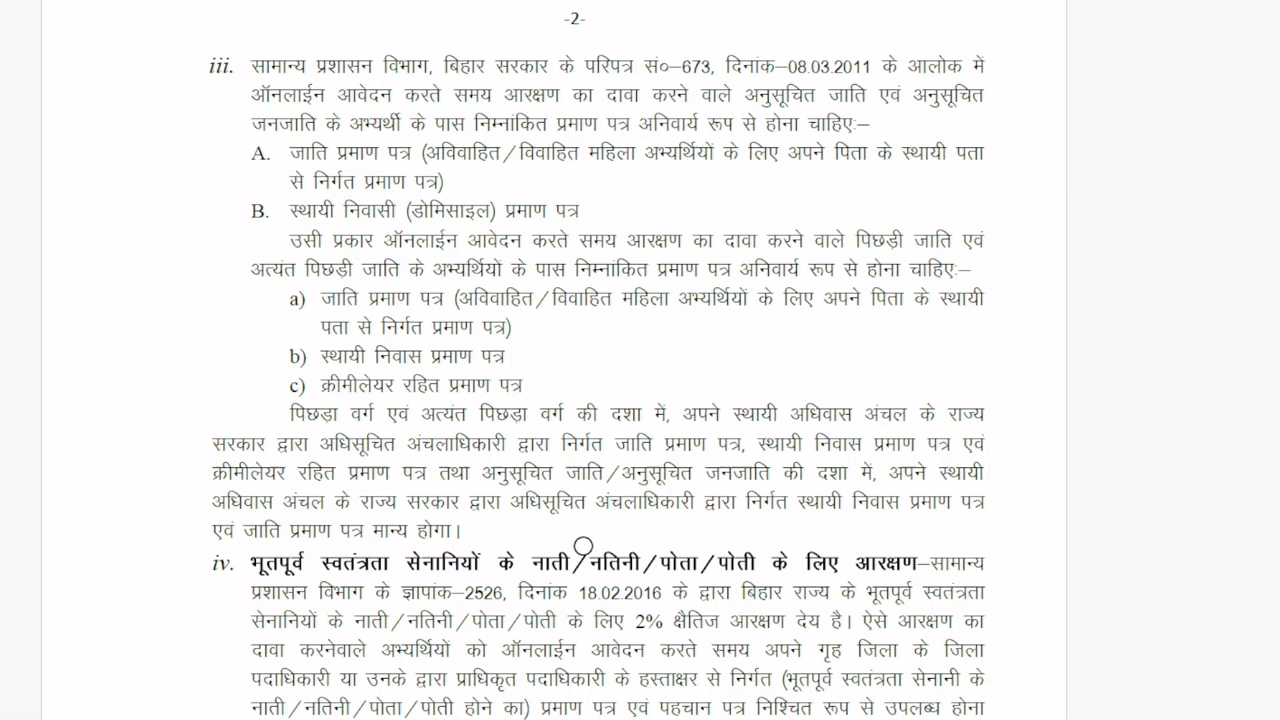 -2-
iii. सामान्य प्रशासन विभाग, बिहार सरकार के परिपत्र सं०–673, दिनांक–08.03.2011 के आलोक में
ऑनलाईन आवेदन करते समय आरक्षण का दावा करने वाले अनुसूचित जाति एवं अनुसूचित
जनजाति के अभ्यर्थी के पास निम्नांकित प्रमाण पत्र अनिवार्य रूप से होना चाहिए:–
A. जाति प्रमाण पत्र (अविवाहित/विवाहित महिला अभ्यर्थियों के लिए अपने पिता के स्थायी पता
से निर्गत प्रमाण पत्र)
B. स्थायी निवासी (डोमिसाइल) प्रमाण पत्र
उसी प्रकार ऑनलाईन आवेदन करते समय आरक्षण का दावा करने वाले पिछड़ी जाति एवं
अत्यंत पिछड़ी जाति के अभ्यर्थियों के पास निम्नांकित प्रमाण पत्र अनिवार्य रूप से होना चाहिए:–
a) जाति प्रमाण पत्र (अविवाहित/विवाहित महिला अभ्यर्थियों के लिए अपने पिता के स्थायी
पता से निर्गत प्रमाण पत्र)
b) स्थायी निवास प्रमाण पत्र
c) क्रीमीलेयर रहित प्रमाण पत्र
पिछड़ा वर्ग एवं अत्यंत पिछड़ा वर्ग की दशा में, अपने स्थायी अधिवास अंचल के राज्य
सरकार द्वारा अधिसूचित अंचलाधिकारी द्वारा निर्गत जाति प्रमाण पत्र, स्थायी निवास प्रमाण पत्र एवं
क्रीमीलेयर रहित प्रमाण पत्र तथा अनुसूचित जाति/अनुसूचित जनजाति की दशा में, अपने स्थायी
अधिवास अंचल के राज्य सरकार द्वारा अधिसूचित अंचलाधिकारी द्वारा निर्गत स्थायी निवास प्रमाण पत्र
एवं जाति प्रमाण पत्र मान्य होगा।
iv. भूतपूर्व स्वतंत्रता सेनानियों के नाती/नतिनी/पोता/पोती के लिए आरक्षण–सामान्य
प्रशासन विभाग के ज्ञापांक–2526, दिनांक 18.02.2016 के द्वारा बिहार राज्य के भूतपूर्व स्वतंत्रता
सेनानियों के नाती/नतिनी/पोता/पोती के लिए 2% क्षैतिज आरक्षण देय है। ऐसे आरक्षण का
दावा करनेवाले अभ्यर्थियों को ऑनलाईन आवेदन करते समय अपने गृह जिला के जिला
पदाधिकारी या उनके द्वारा प्राधिकृत पदाधिकारी के हस्ताक्षर से निर्गत (भूतपूर्व स्वतंत्रता सेनानी के
नाती/नतिनी/पोता/पोती होने का) प्रमाण पत्र एवं पहचान पत्र निश्चित रूप से उपलब्ध होना